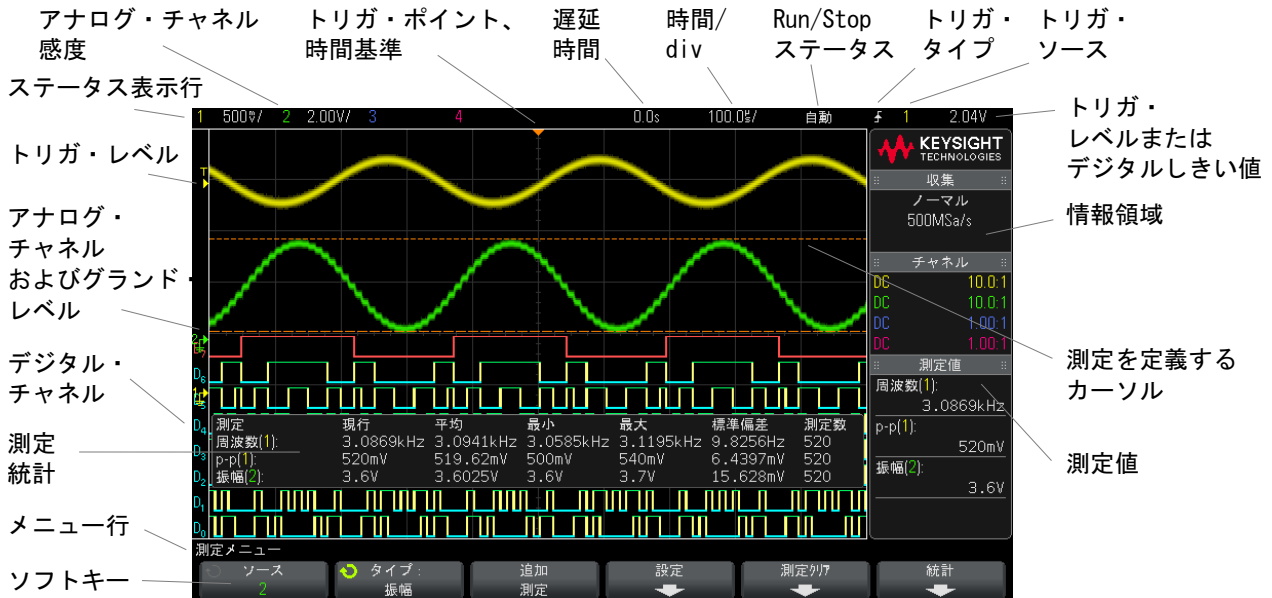 アナログ・チャネル
感度
トリガ・ポイント、
時間基準
遅延
時間
時間/
div
Run/Stop
ステータス
トリガ・
タイプ
トリガ・
ソース
ステータス表示行
トリガ・レベル
アナログ・
チャネル
およびグランド・
レベル
デジタル・
チャネル
測定
統計
メニュー行
ソフトキー
トリガ・
レベルまたは
デジタルしきい値
情報領域
測定を定義する
カーソル
測定値
1 500mV/ 2 2.00V/ 3 4 0.0s 100.0us/ 自動 1 2.04V
T
KEYSIGHT
TECHNOLOGIES
収集
ノーマル
500MSa/s
チャネル
DC 10.0:1
DC 10.0:1
DC 1.00:1
DC 1.00:1
測定値
周波数(1):
3.0869kHz
p-p(1):
520mV
振幅(2):
3.6V
D7
D6
D5
D4
D3
D2
D1
D0
測定 現行 平均 最小 最大 標準偏差 測定数
周波数(1): 3.0869kHz 3.0941kHz 3.0585kHz 3.1195kHz 9.8256Hz 520
p-p(1): 520mV 519.62mV 500mV 540mV 6.4397mV 520
振幅(2): 3.6V 3.6025V 3.6V 3.7V 15.628mV 520
測定メニュー
ソース
2
タイプ:
振幅
追加
測定
設定
測定クリア
統計